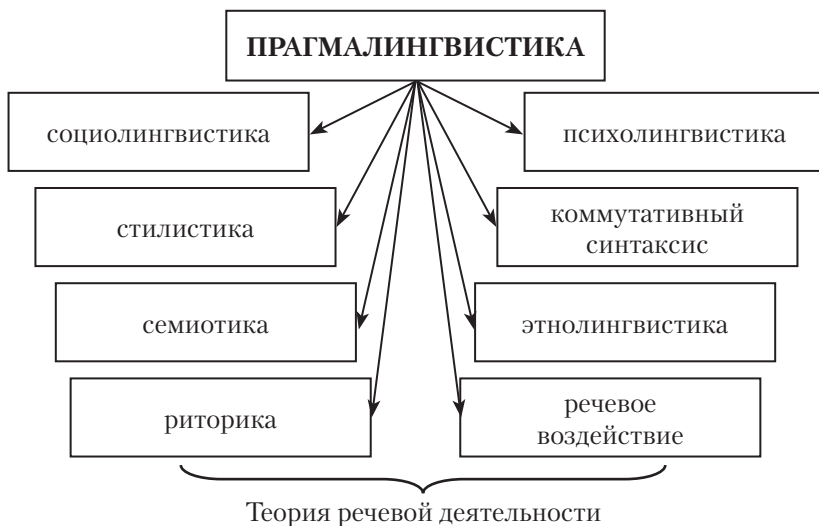 ПРАГМАЛИНГВИСТИКА
социолингвистика
психолингвистика
стилистика
коммутативный
синтаксис
семиотика
этнолингвистика
риторика
речевое
воздействие
Теория речевой деятельности